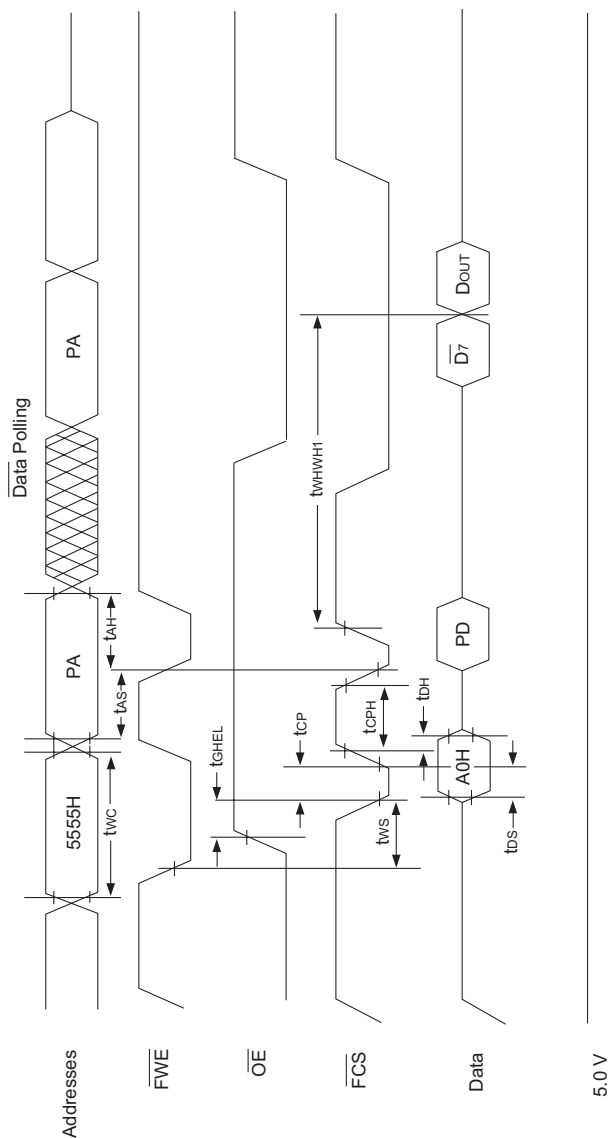 Data Polling
Addresses
5555H
PA
PA
tWC
tAS
tAH
FWE
tGHEL
OE
tWHWH1
tCP
FCS
tWS
tCPH
tDH
Data
A0H
PD
D7
DOUT
tDS
5.0 V